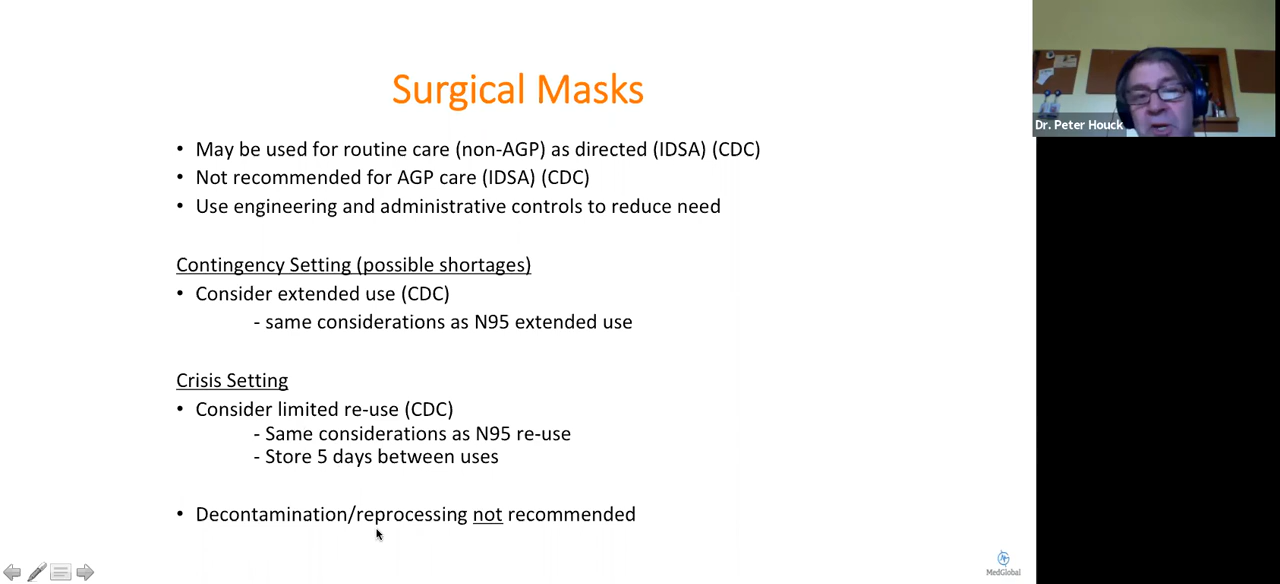 Surgical Masks
• May be used for routine care (non-AGP) as directed (IDSA) (CDC)
• Not recommended for AGP care (IDSA) (CDC)
• Use engineering and administrative controls to reduce need
Contingency Setting (possible shortages)
• Consider extended use (CDC)
- same considerations as N95 extended use
Crisis Setting
• Consider limited re-use (CDC)
- Same considerations as N95 re-use
- Store 5 days between uses
• Decontamination/reprocessing not recommended
Dr. Peter Houck
MedGlobal